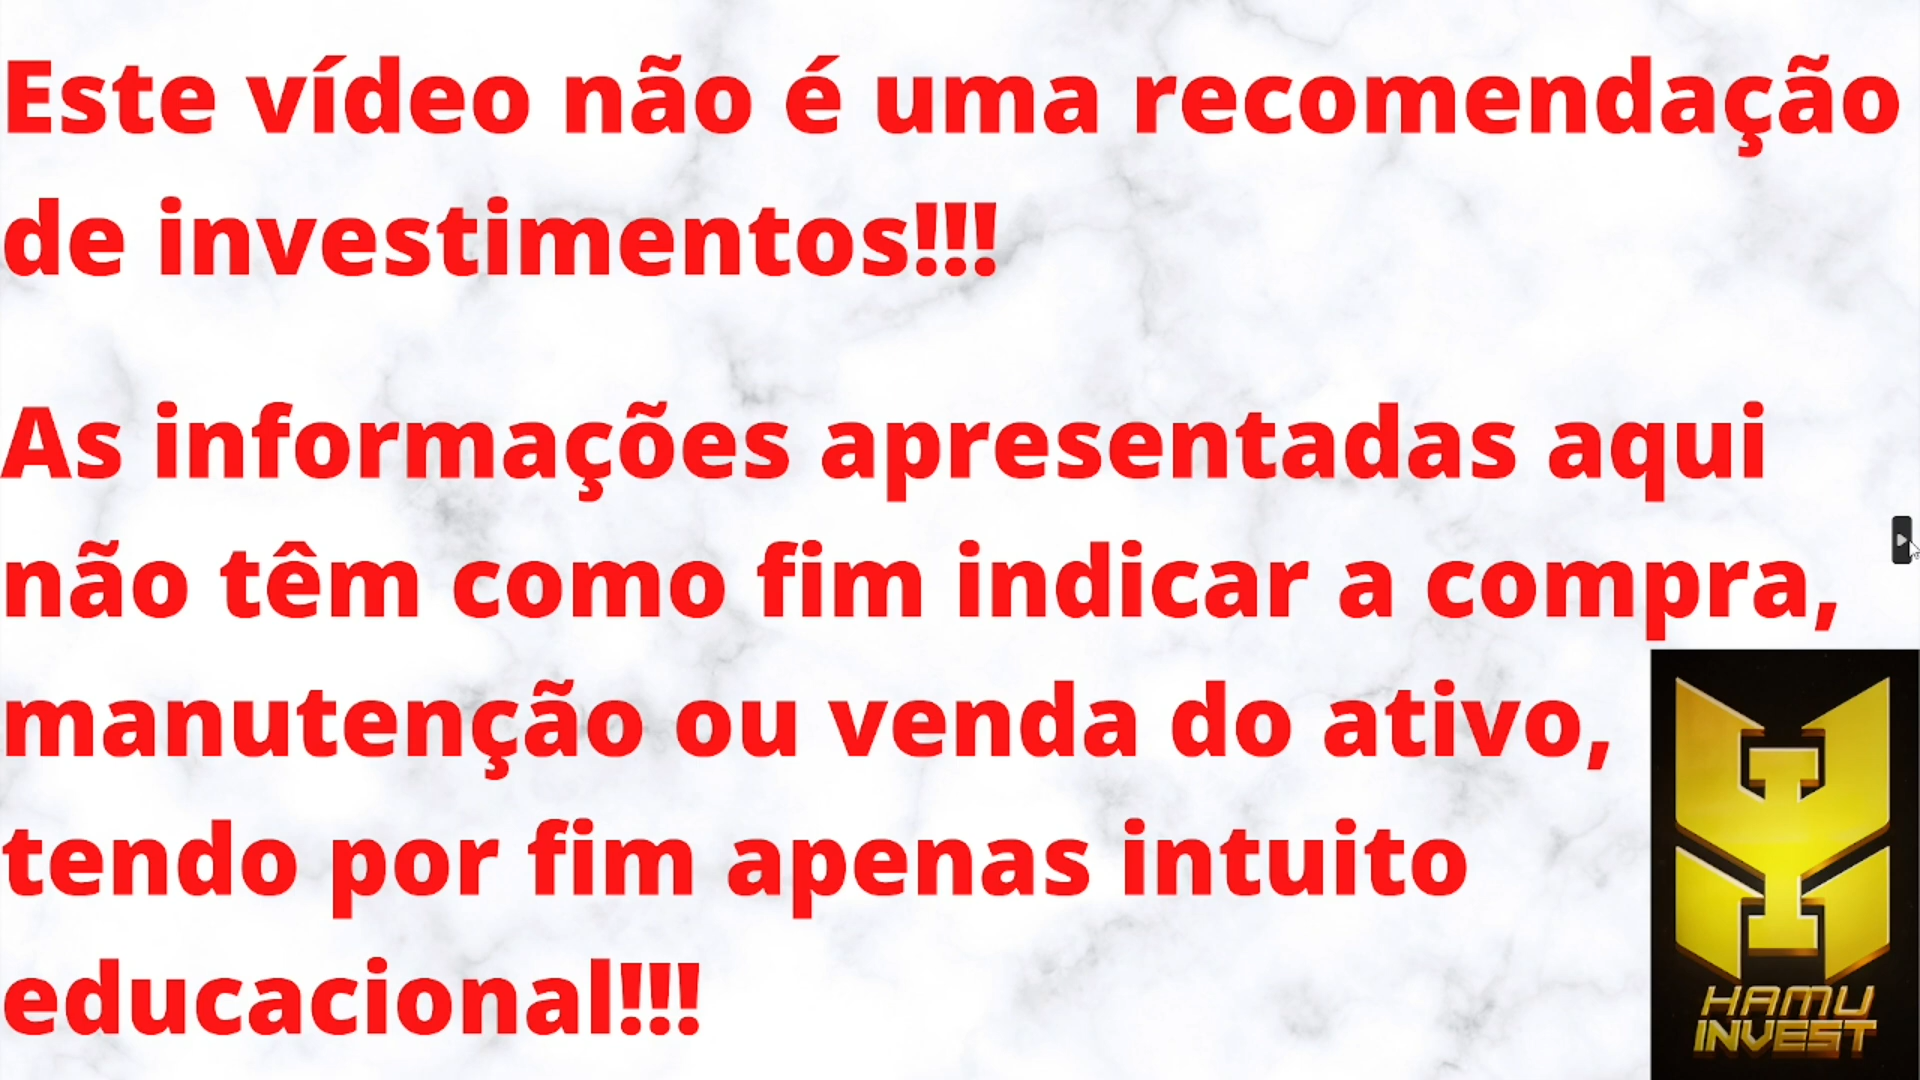 Este vídeo não é uma recomendação
de investimentos!!!
As informações apresentadas aqui
não têm como fim indicar a compra,
manutenção ou venda do ativo,
tendo por fim apenas intuito
educacional!!!
HAMU
INVEST